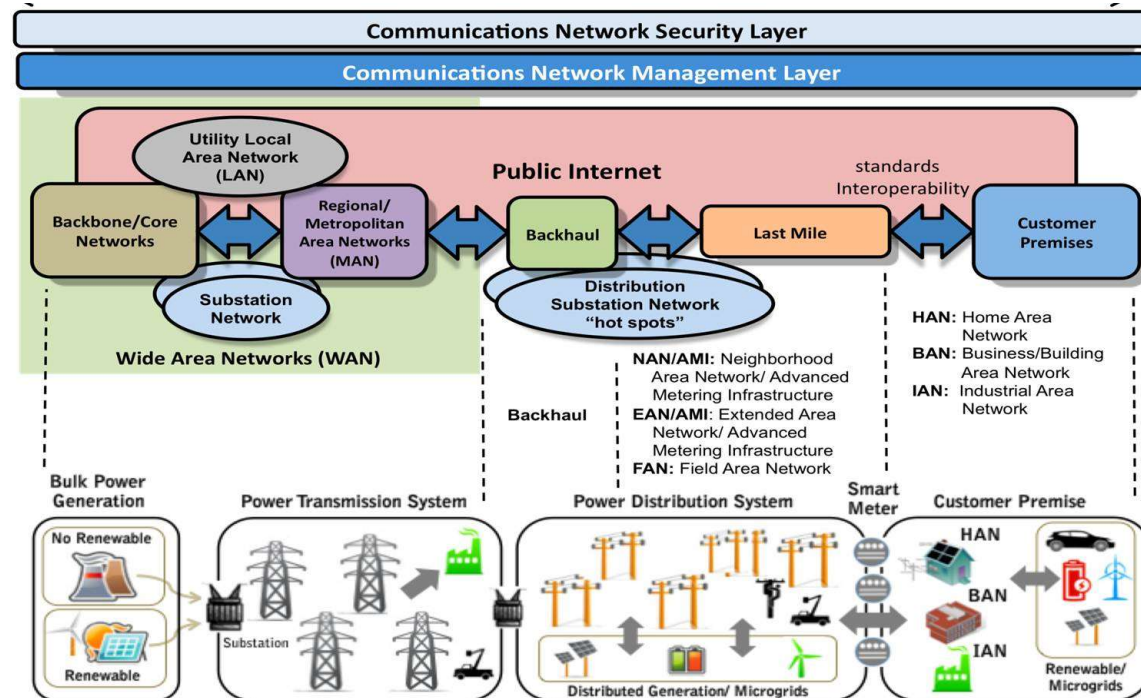 Communications Network Security Layer
Communications Network Management Layer
Utility Local
Area Network
(LAN)
Public Internet
standards
Interoperability
Backbone/Core
Networks
Regional/
Metropolitan
Area Networks
(MAN)
Backhaul
Last Mile
Customer
Premises
Substation
Network
Distribution
Substation Network
“hot spots”
Wide Area Networks (WAN)
Backhaul
NAN/AMI: Neighborhood
Area Network/ Advanced
Metering Infrastructure
EAN/AMI: Extended Area
Network/ Advanced
Metering Infrastructure
FAN: Field Area Network
HAN: Home Area
Network
BAN: Business/Building
Area Network
IAN: Industrial Area
Network
Bulk Power
Generation
Power Transmission System
Power Distribution System
Smart
Meter
Customer Premise
No Renewable
Renewable
Substation
Distributed Generation/ Microgrids
HAN
BAN
IAN
Renewable/
Microgrids